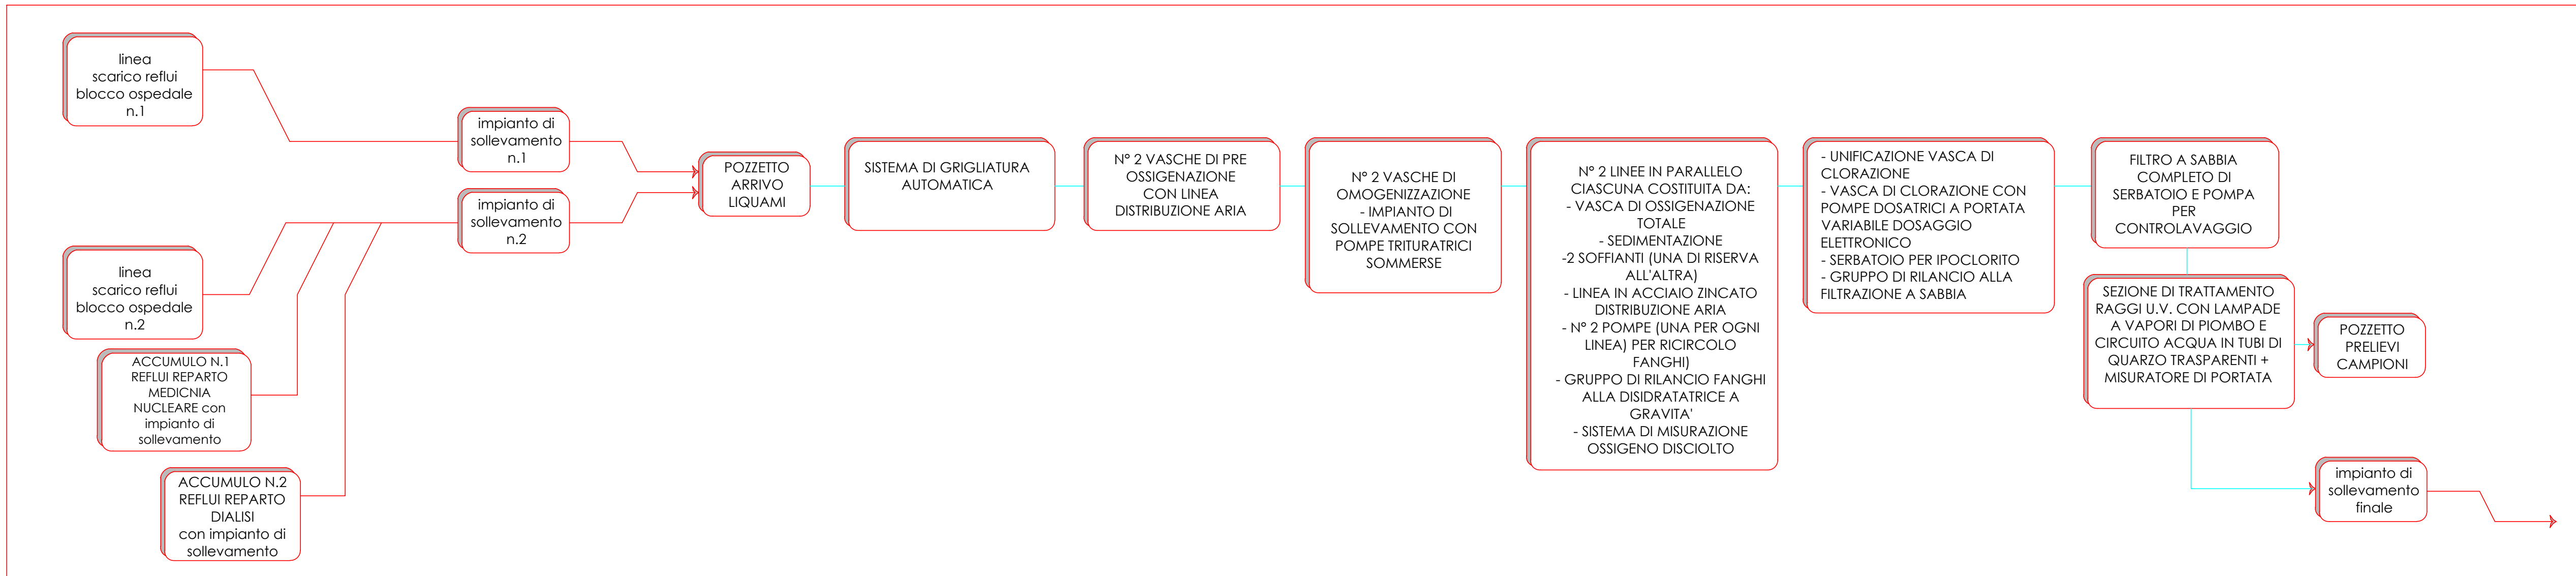 linea
scarico reflui
blocco ospedale
n.1
impianto di
sollevamento
n.1
impianto di
sollevamento
n.2
linea
scarico reflui
blocco ospedale
n.2
ACCUMULO N.1
REFLUI REPARTO
MEDICNIA
NUCLEARE con
impianto di
sollevamento
ACCUMULO N.2
REFLUI REPARTO
DIALISI
con impianto di
sollevamento
POZZETTO
ARRIVO
LIQUAMI
SISTEMA DI GRIGLIATURA
AUTOMATICA
N° 2 VASCHE DI PRE
OSSIGENAZIONE
CON LINEA
DISTRIBUZIONE ARIA
N° 2 VASCHE DI
OMOGENIZZAZIONE
- IMPIANTO DI
SOLLEVAMENTO CON
POMPE TRITURATRICI
SOMMERSE
N° 2 LINEE IN PARALLELO
CIASCUNA COSTITUITA DA:
- VASCA DI OSSIGENAZIONE
TOTALE
- SEDIMENTAZIONE
-2 SOFFIANTI (UNA DI RISERVA
ALL'ALTRA)
- LINEA IN ACCIAIO ZINCATO
DISTRIBUZIONE ARIA
- N° 2 POMPE (UNA PER OGNI
LINEA) PER RICIRCOLO
FANGHI)
- GRUPPO DI RILANCIO FANGHI
ALLA DISIDRATATRICE A
GRAVITA'
- SISTEMA DI MISURAZIONE
OSSIGENO DISCIOLTO
- UNIFICAZIONE VASCA DI
CLORAZIONE
- VASCA DI CLORAZIONE CON
POMPE DOSATRICI A PORTATA
VARIABILE DOSAGGIO
ELETTRONICO
- SERBATOIO PER IPOCLORITO
- GRUPPO DI RILANCIO ALLA
FILTRAZIONE A SABBIA
FILTRO A SABBIA
COMPLETO DI
SERBATOIO E POMPA
PER
CONTROLAVAGGIO
SEZIONE DI TRATTAMENTO
RAGGI U.V. CON LAMPADE
A VAPORI DI PIOMBO E
CIRCUITO ACQUA IN TUBI DI
QUARZO TRASPARENTI +
MISURATORE DI PORTATA
POZZETTO
PRELIEVI
CAMPIONI
impianto di
sollevamento
finale